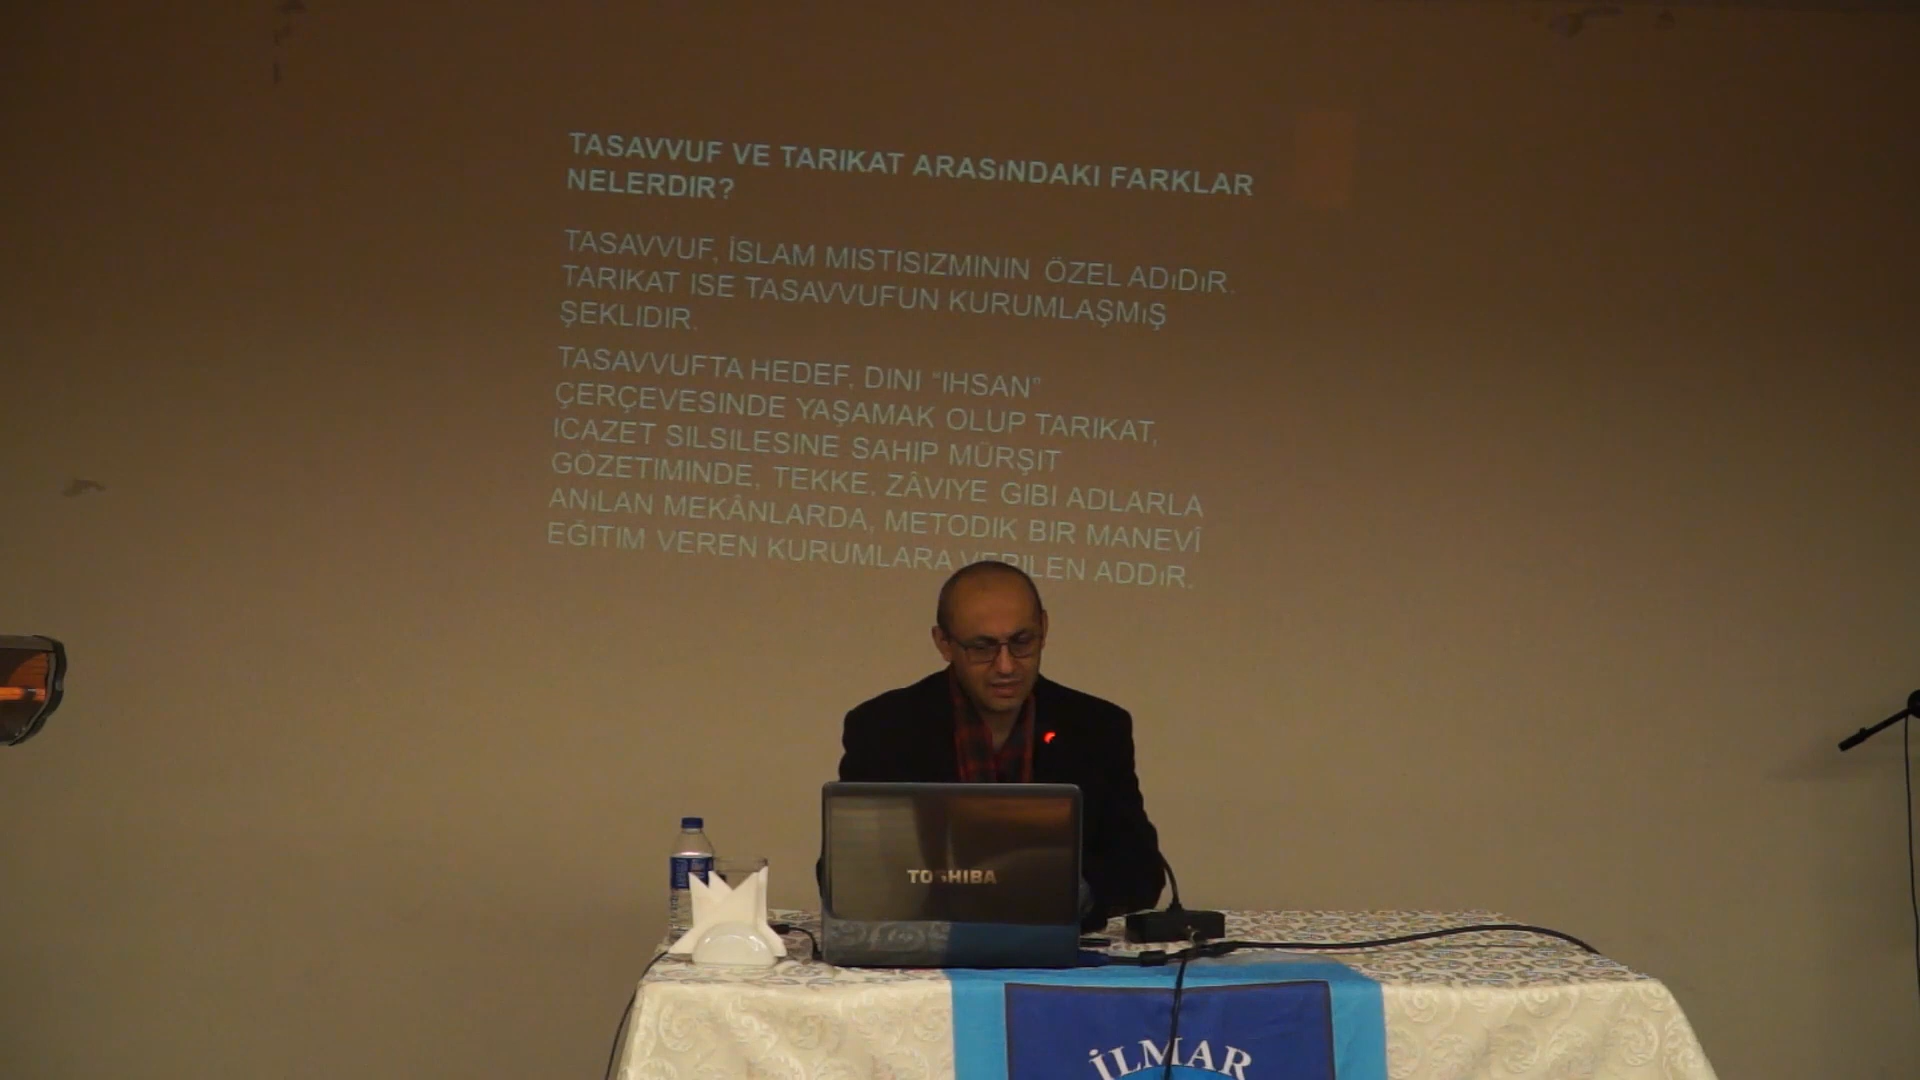 TASAVVUF VE TARIKAT ARASıNDAKI FARKLAR
NELERDIR?
TASAVVUF, İSLAM MISTISIZMININ ÖZEL ADıDıR.
TARIKAT ISE TASAVVUFUN KURUMLAŞMıŞ
ŞEKLIDIR.
TASAVVUFTA HEDEF, DINI “IHSAN”
ÇERÇEVESINDE YAŞAMAK OLUP TARIKAT,
ICAZET SILSILESINE SAHIP MÜRŞIT
GÖZETIMINDE, TEKKE, ZÂVIYE GIBI ADLARLA
ANıLAN MEKÂNLARDA, METODIK BIR MANEVÎ
EĞITIM VEREN KURUMLARA VERILEN ADDıR.
TOSHIBA
İLMAR